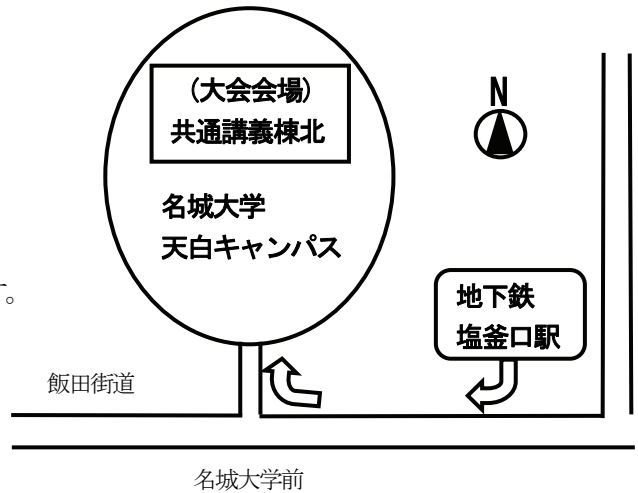 (大会会場)
共通講義棟北
N
名城大学
天白キャンパス
地下鉄
塩釜口駅
す。
飯田街道
名城大学前